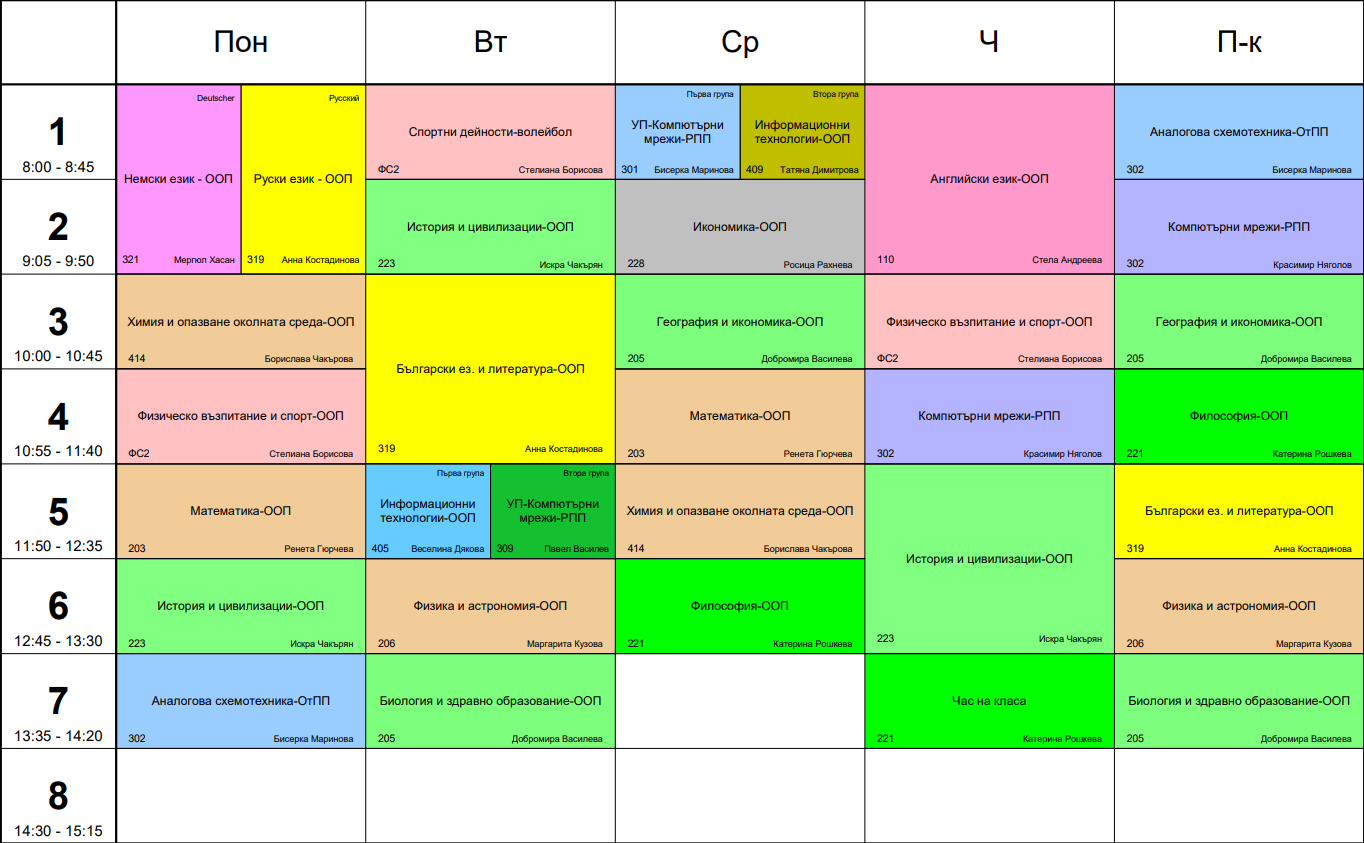 Пон
Вт
Ср
Ч
П-к
1
8:00 - 8:45
Deutscher
Немски език - ООП
321
Мерпол Хасан
Русский
Руски език - ООП
319
Анна Костадинова
Спортни дейности-волейбол
ФС2
Стелиана Борисова
Първа група
УП-Компютърни
мрежи-РПП
301
Бисерка Маринова
Втора група
Информационни
технологии-ООП
409
Татяна Димитрова
Английски език-ООП
110
Стела Андреева
Аналогова схемотехника-ОтПП
302
Бисерка Маринова
2
9:05 - 9:50
История и цивилизации-ООП
223
Искра Чакърян
Икономика-ООП
228
Росица Рахнева
Компютърни мрежи-РПП
302
Красимир Няголов
3
10:00 - 10:45
Химия и опазване околната среда-ООП
414
Борислава Чакърова
Български ез. и литература-ООП
319
Анна Костадинова
География и икономика-ООП
205
Добромира Василева
Физическо възпитание и спорт-ООП
ФС2
Стелиана Борисова
География и икономика-ООП
205
Добромира Василева
4
10:55 - 11:40
Физическо възпитание и спорт-ООП
ФС2
Стелиана Борисова
Математика-ООП
203
Ренета Гюрчева
Компютърни мрежи-РПП
302
Красимир Няголов
Философия-ООП
221
Катерина Рошкева
5
11:50 - 12:35
Математика-ООП
203
Ренета Гюрчева
Първа група
Информационни
технологии-ООП
405
Веселина Дякова
Втора група
УП-Компютърни
мрежи-РПП
309
Павел Василев
Химия и опазване околната среда-ООП
414
Борислава Чакърова
История и цивилизации-ООП
223
Искра Чакърян
Български ез. и литература-ООП
319
Анна Костадинова
6
12:45 - 13:30
История и цивилизации-ООП
223
Искра Чакърян
Физика и астрономия-ООП
206
Маргарита Кузова
Философия-ООП
221
Катерина Рошкева
Физика и астрономия-ООП
206
Маргарита Кузова
7
13:35 - 14:20
Аналогова схемотехника-ОтПП
302
Бисерка Маринова
Биология и здравно образование-ООП
205
Добромира Василева
Час на класа
221
Катерина Рошкева
Биология и здравно образование-ООП
205
Добромира Василева
8
14:30 - 15:15